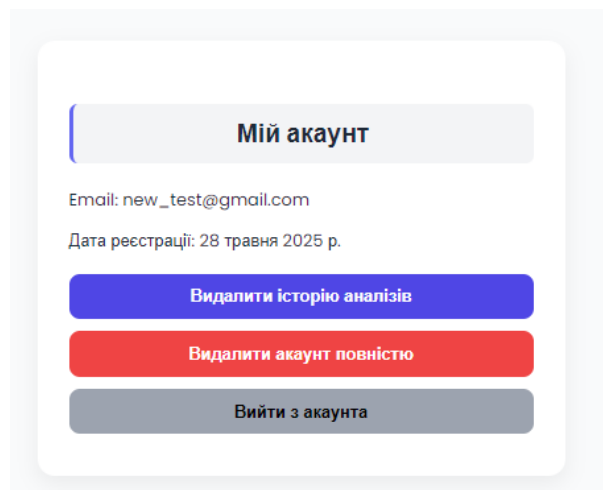 Мій акаунт
Email: new_test@gmail.com
Дата реєстрації: 28 травня 2025 р.
Видалити історію аналізів
Видалити акаунт повністю
Вийти з акаунта